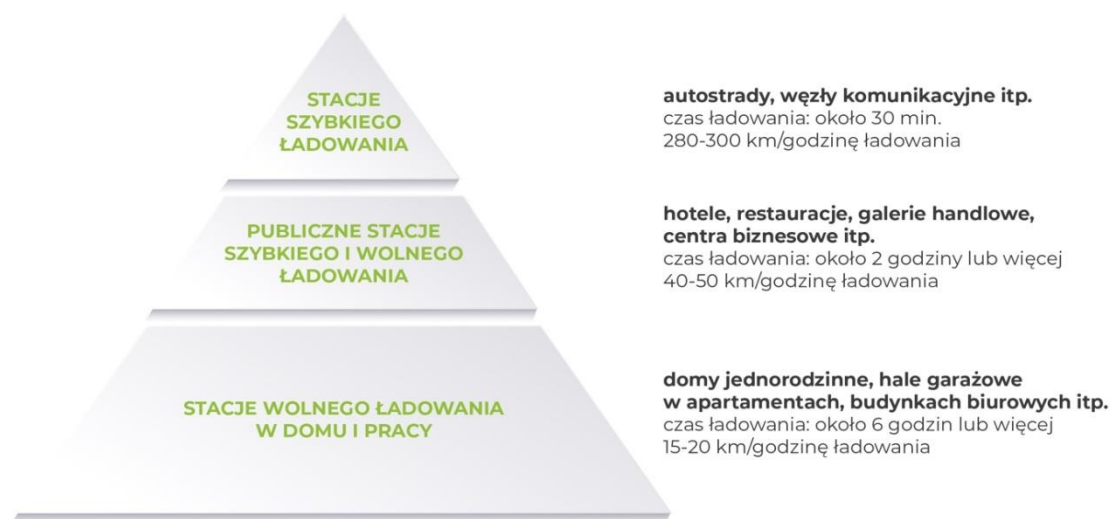 STACJE
SZYBKIEGO
ŁADOWANIA
autostrady, węzły komunikacyjne itp.
czas ładowania: około 30 min.
280-300 km/godzinę ładowania
PUBLICZNE STACJE
SZYBKIEGO I WOLNEGO
ŁADOWANIA
hotele, restauracje, galerie handlowe,
centra biznesowe itp.
czas ładowania: około 2 godziny lub więcej
40-50 km/godzinę ładowania
STACJE WOLNEGO ŁADOWANIA
W DOMU I PRACY
domy jednorodzinne, hale garażowe
w apartamentach, budynkach biurowych itp.
czas ładowania: około 6 godzin lub więcej
15-20 km/godzinę ładowania